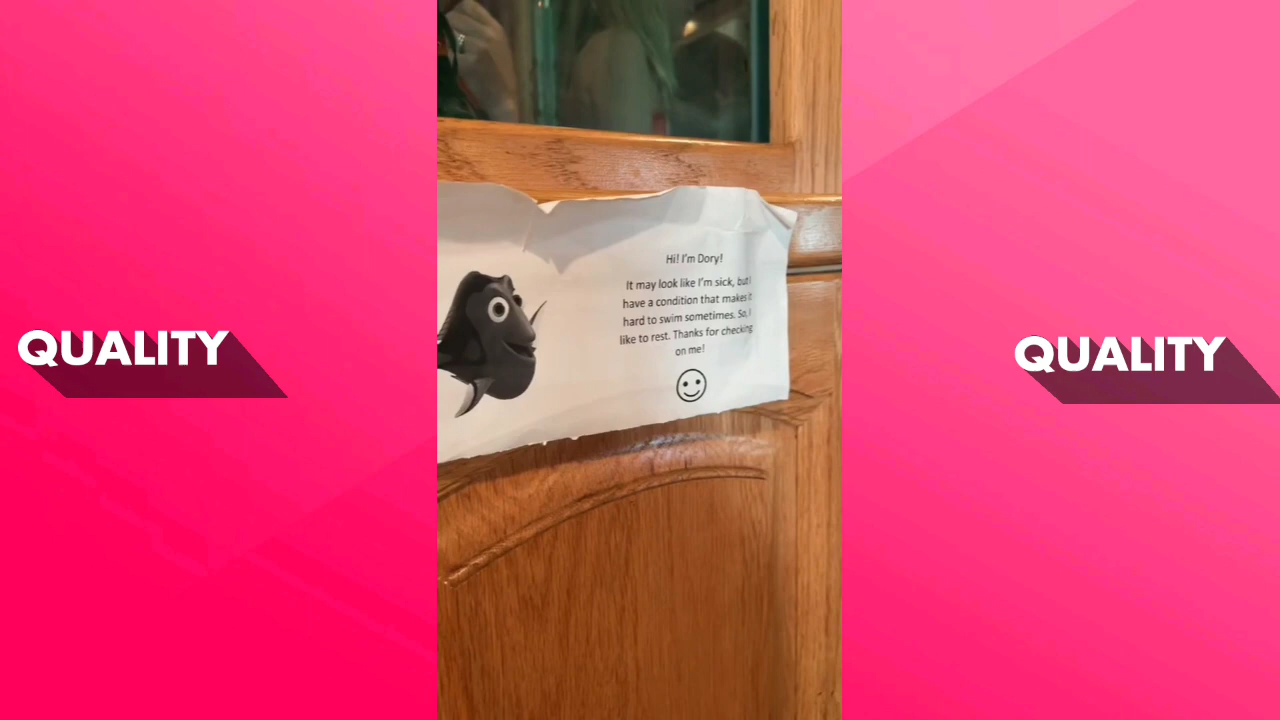 QUALITY
Hi! I'm Dory!
It may look like I'm sick, but I
have a condition that makes it
hard to swim sometimes. So, I
like to rest. Thanks for checking
on me!
QUALITY